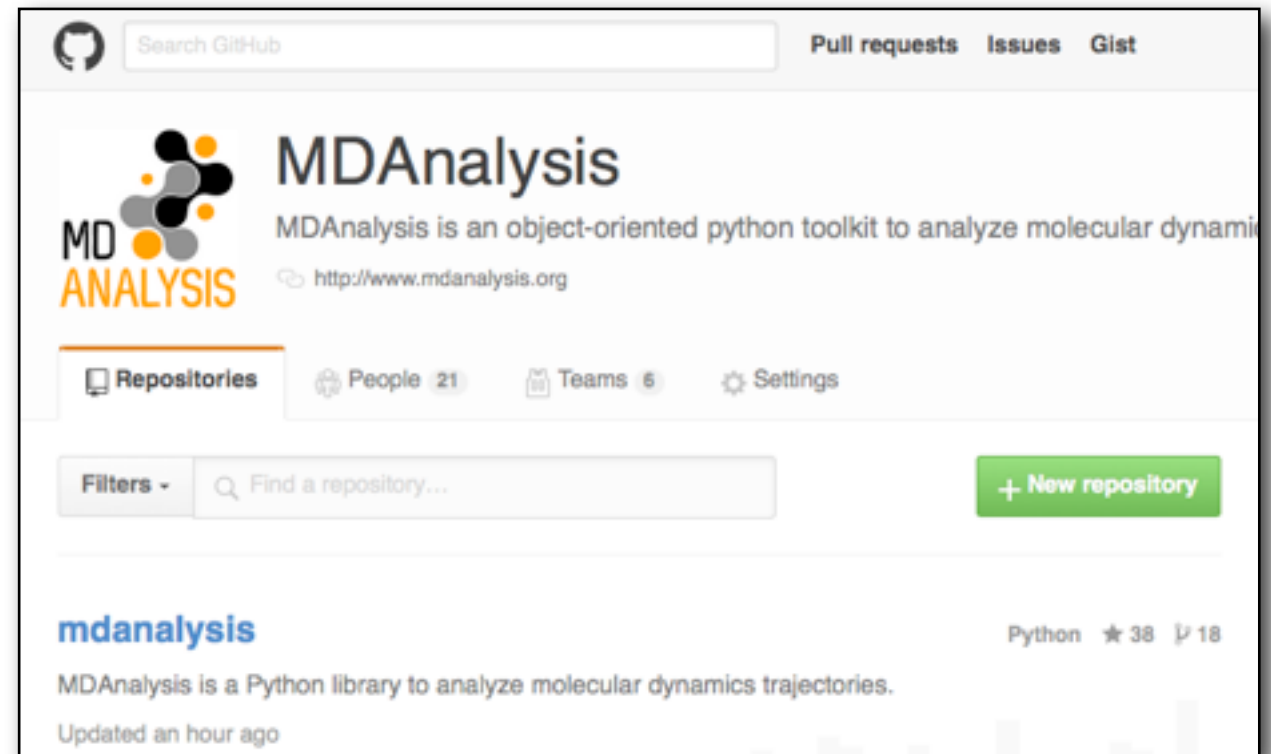 Search GitHub Pull requests Issues Gist
MDAnalysis
MDAnalysis is an object-oriented python toolkit to analyze molecular
http://www.mdanalysis.org
MD
ANALYSIS
Repositories People 21 Teams 6 Settings
Filters Find a repository... + New repository
mdanalysis Python 38 18
MDAnalysis is a Python library to analyze molecular dynamics trajectories.
Updated an hour ago